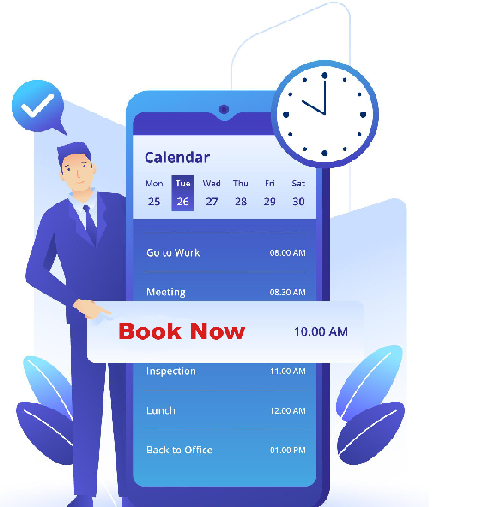 Calendar
Mon Tue Wed Thu Fri Sat
25 26 27 28 29 30
Go to Work 08.00 AM
Meeting 08.30 AM
Book Now 10.00 AM
Inspection 11.00 AM
Lunch 12.00 AM
Back to Office 01.00 PM